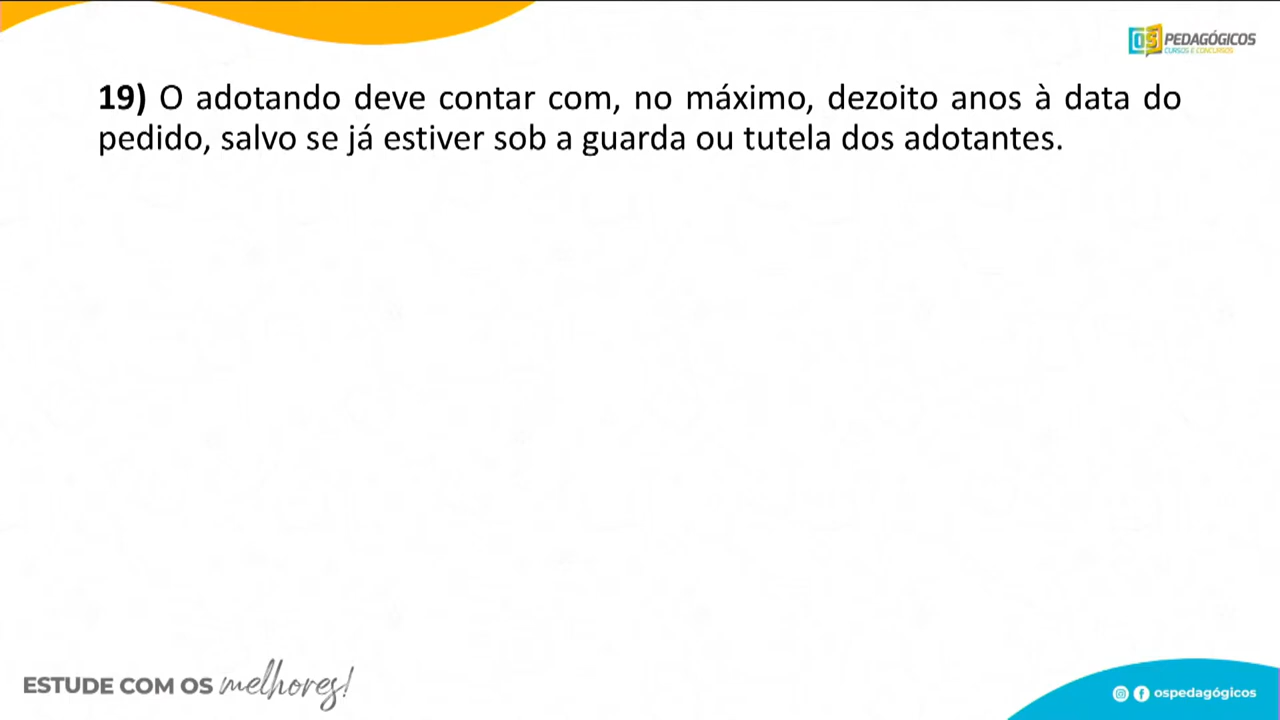 OS PEDAGÓGICOS
CURSOS E CONCURSOS
19) O adotando deve contar com, no máximo, dezoito anos à data do
pedido, salvo se já estiver sob a guarda ou tutela dos adotantes.
ESTUDE COM OS melhores!
ospedagógicos